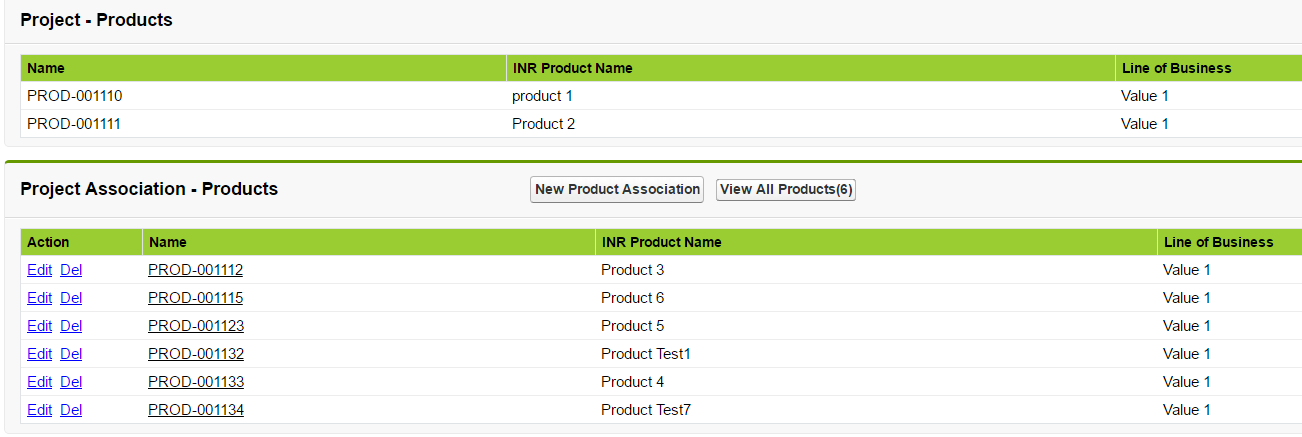 Project - Products
Name INR Product Name Line of Business
PROD-001110 product 1 Value 1
PROD-001111 Product 2 Value 1
Project Association - Products New Product Association View All Products(6)
Action Name INR Product Name Line of Business
Edit Del PROD-001112 Product 3 Value 1
Edit Del PROD-001115 Product 6 Value 1
Edit Del PROD-001123 Product 5 Value 1
Edit Del PROD-001132 Product Test1 Value 1
Edit Del PROD-001133 Product 4 Value 1
Edit Del PROD-001134 Product Test7 Value 1